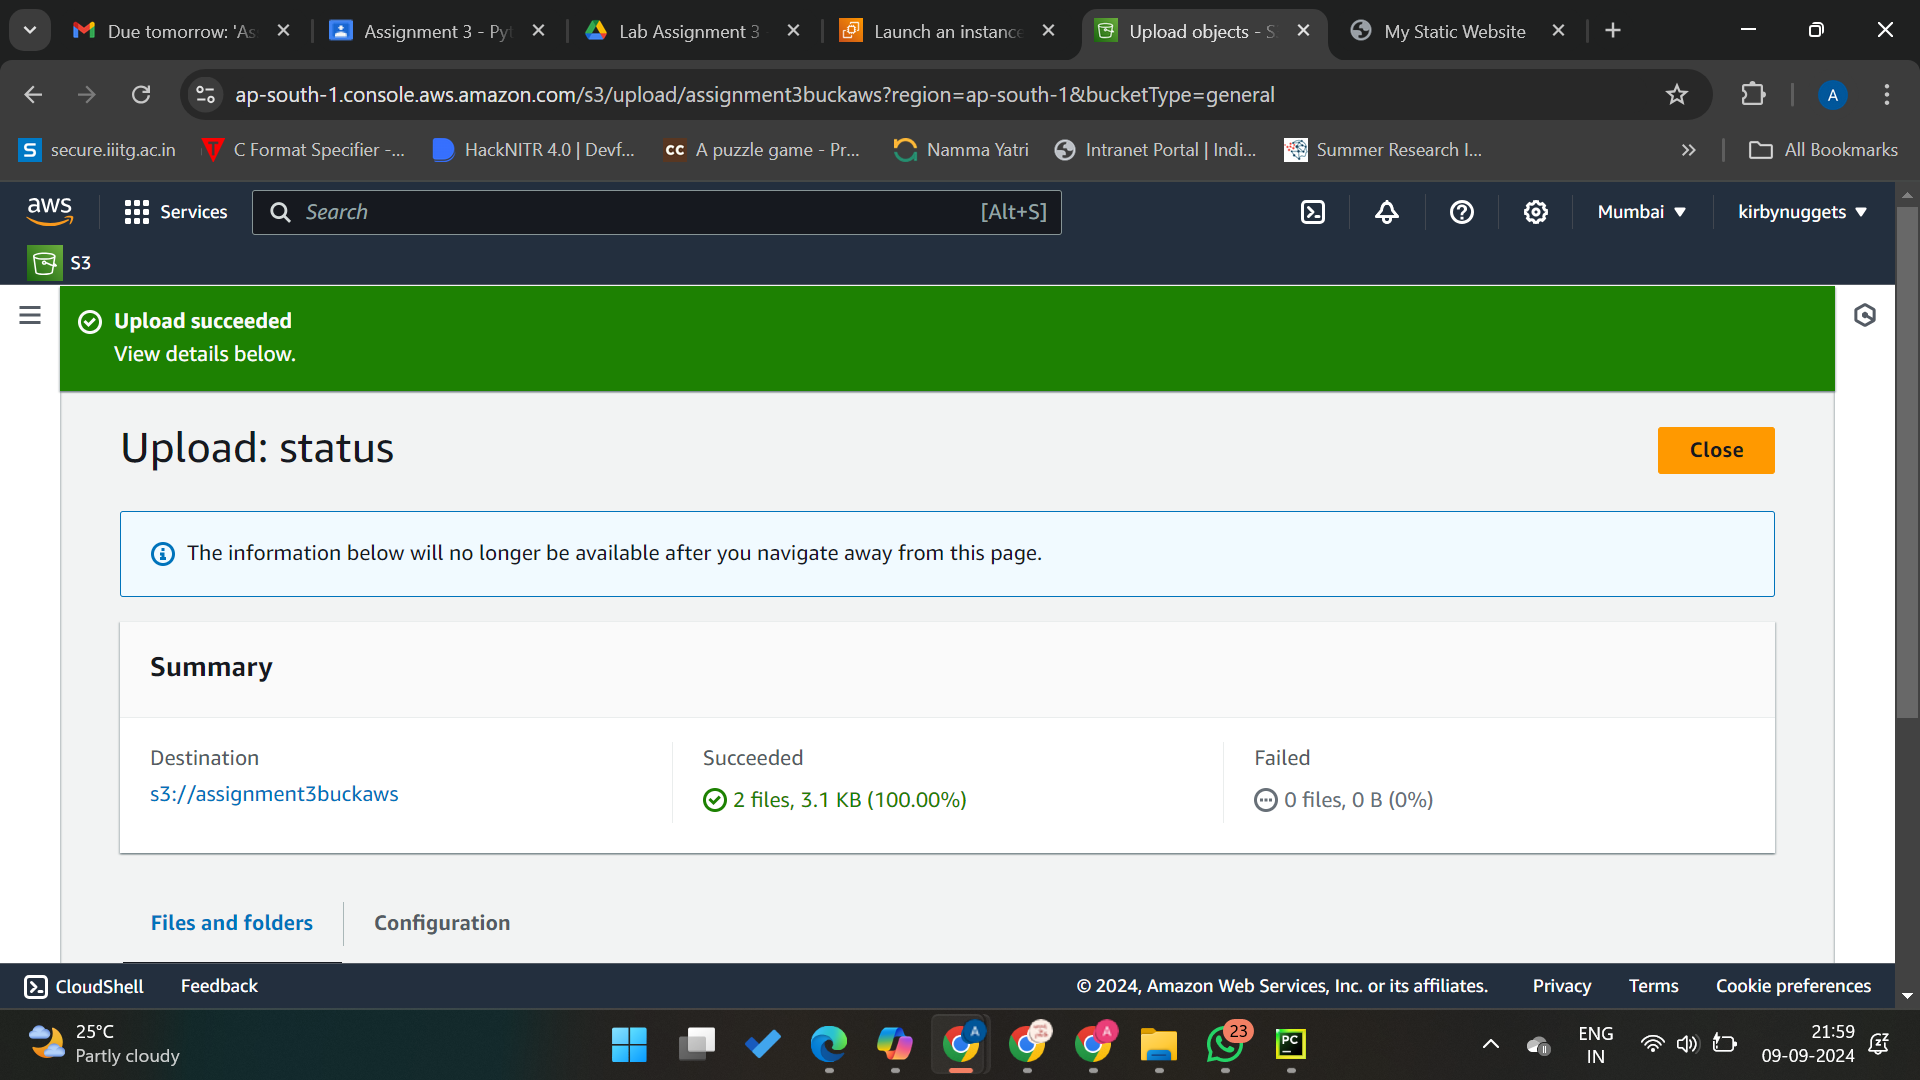 Due tomorrow: 'As
Assignment 3 - Pyt
Lab Assignment 3
Launch an instance
Upload objects - S
My Static Website
ap-south-1.console.aws.amazon.com/s3/upload/assignment3buckaws?region=ap-south-1&bucketType=general
A
S secure.iiitg.ac.in
T C Format Specifier -...
HackNITR 4.0 | Devf...
CC A puzzle game - Pr...
Namma Yatri
Intranet Portal | Indi...
Summer Research I...
»
All Bookmarks
aws
Services
Search
[Alt+S]
Mumbai
kirbynuggets
S3
Upload succeeded
View details below.
Upload: status
Close
The information below will no longer be available after you navigate away from this page.
Summary
Destination
s3://assignment3buckaws
Succeeded
2 files, 3.1 KB (100.00%)
Failed
0 files, 0 B (0%)
Files and folders
Configuration
CloudShell
Feedback
© 2024, Amazon Web Services, Inc. or its affiliates.
Privacy
Terms
Cookie preferences
25°C
Partly cloudy
A
A
23
PC
ENG
IN
21:59
09-09-2024